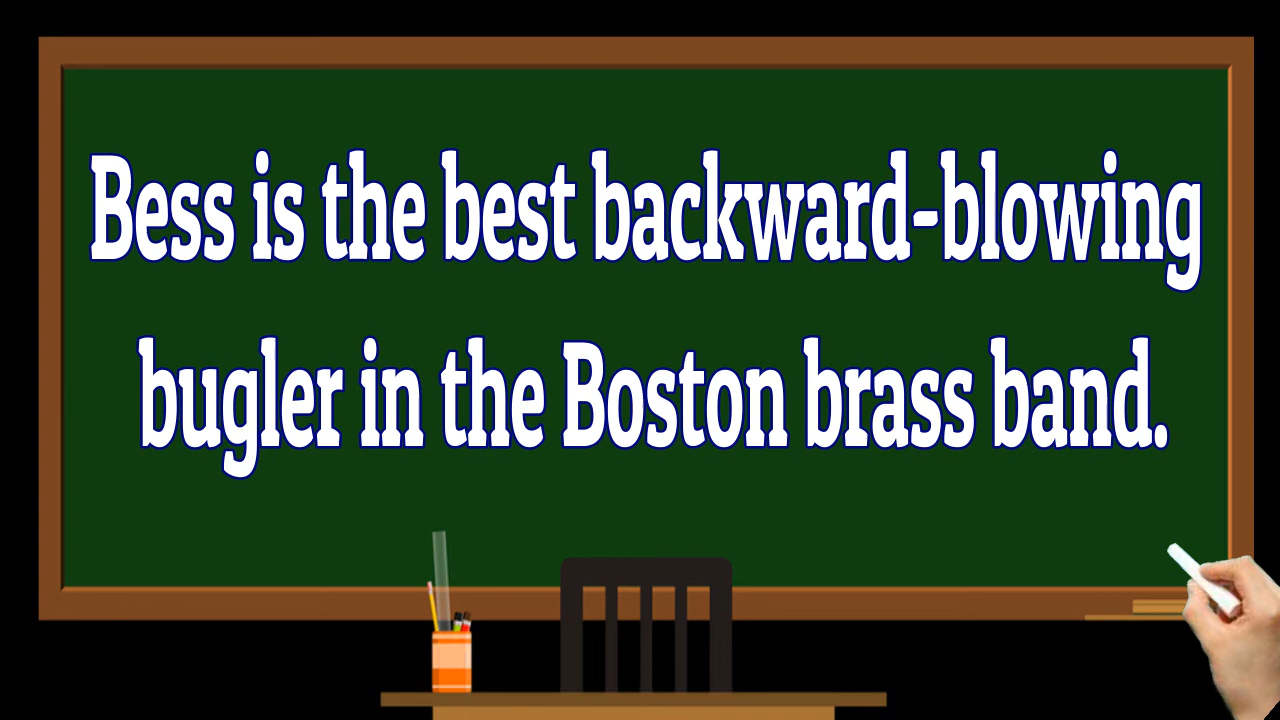 Bess is the best backward-blowing
bugler in the Boston brass band.